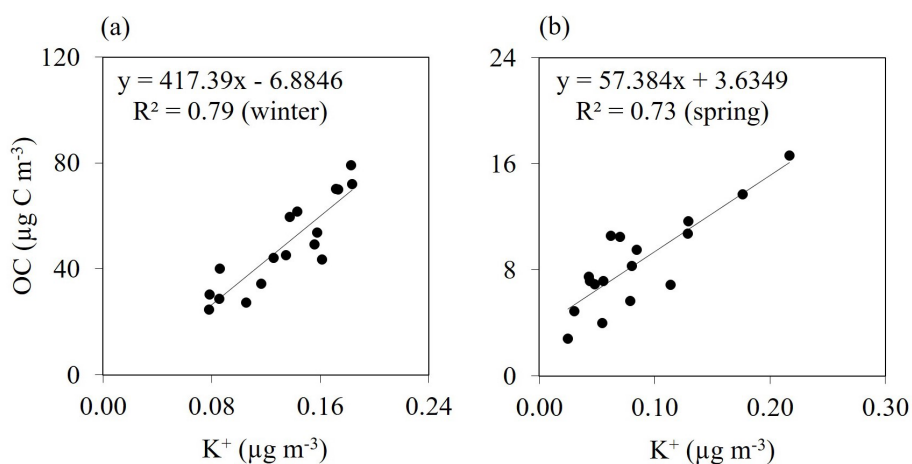 (a)
120
y = 417.39x - 6.8846
R² = 0.79 (winter)
80
40
0
0.00 0.08 0.16 0.24
OC (µg C m⁻³)
K⁺ (µg m⁻³)
(b)
24
y = 57.384x + 3.6349
R² = 0.73 (spring)
16
8
0
0.00 0.10 0.20 0.30
K⁺ (µg m⁻³)